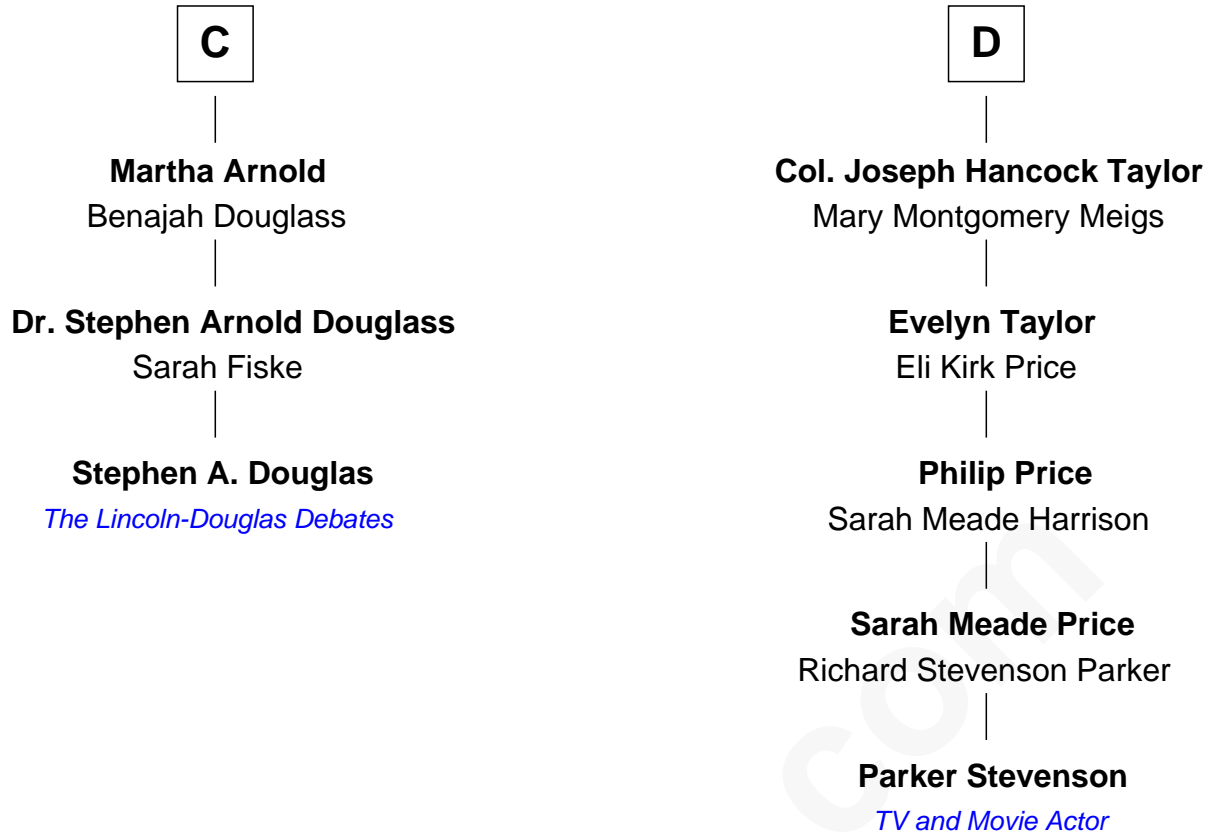 C
Martha Arnold
Benajah Douglass
Dr. Stephen Arnold Douglass
Sarah Fiske
Stephen A. Douglas
The Lincoln-Douglas Debates
D
Col. Joseph Hancock Taylor
Mary Montgomery Meigs
Evelyn Taylor
Eli Kirk Price
Philip Price
Sarah Meade Harrison
Sarah Meade Price
Richard Stevenson Parker
Parker Stevenson
TV and Movie Actor
com